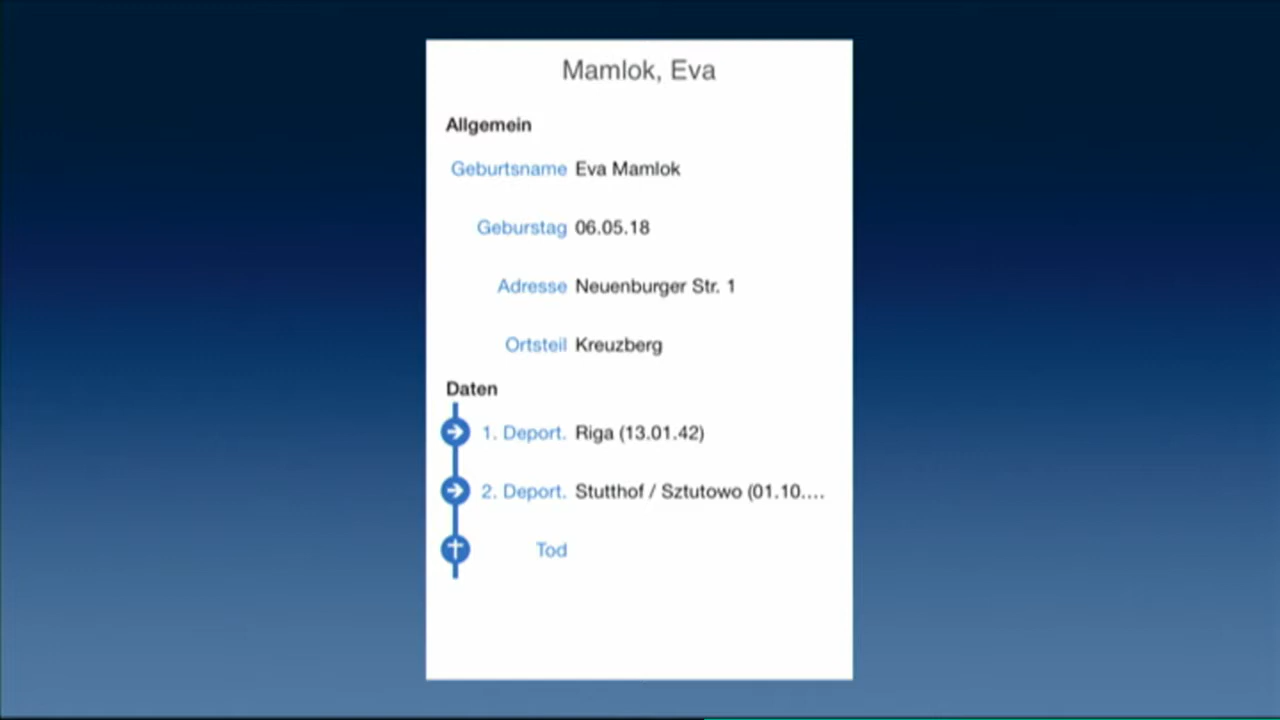 Mamlok, Eva
Allgemein
Geburtsname Eva Mamlok
Geburstag 06.05.18
Adresse Neuenburger Str. 1
Ortsteil Kreuzberg
Daten
1. Deport. Riga (13.01.42)
2. Deport. Stutthof / Sztutowo (01.10....
Tod